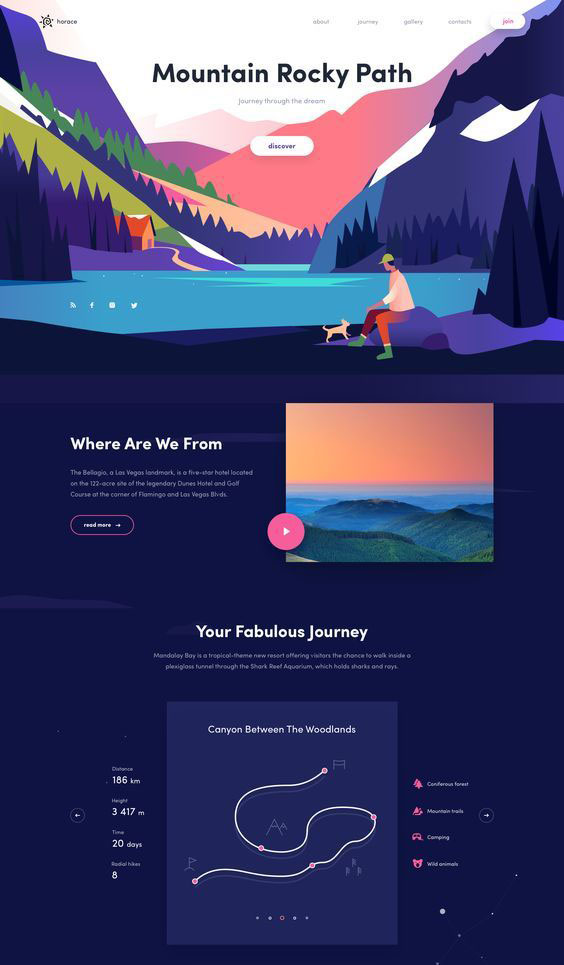 horace
about
journey
gallery
contacts
join
Mountain Rocky Path
Journey through the dream
discover
Where Are We From
The Bellagio, a Las Vegas landmark, is a five-star hotel located
on the 122-acre site of the legendary Dunes Hotel and Golf
Course at the corner of Flamingo and Las Vegas Blvds.
read more
Your Fabulous Journey
Mandalay Bay is a tropical-theme new resort offering visitors the chance to walk inside a
plexiglass tunnel through the Shark Reef Aquarium, which holds sharks and rays.
Canyon Between The Woodlands
Distance
186 km
Height
3 417 m
Time
20 days
Radial hikes
8
Coniferous forest
Mountain trails
Camping
Wild animals